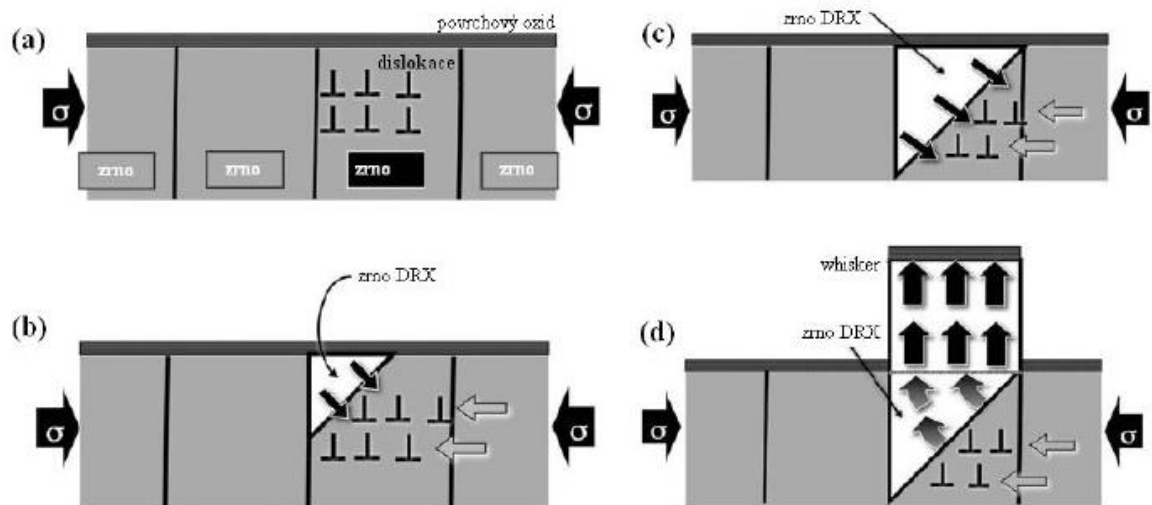 (a)
povrchový oxid
dislokace
σ
σ
zrno
zrno
zrno
zrno
(b)
zrno DRX
σ
σ
(c)
zrno DRX
σ
σ
(d)
whisker
zrno DRX
σ
σ